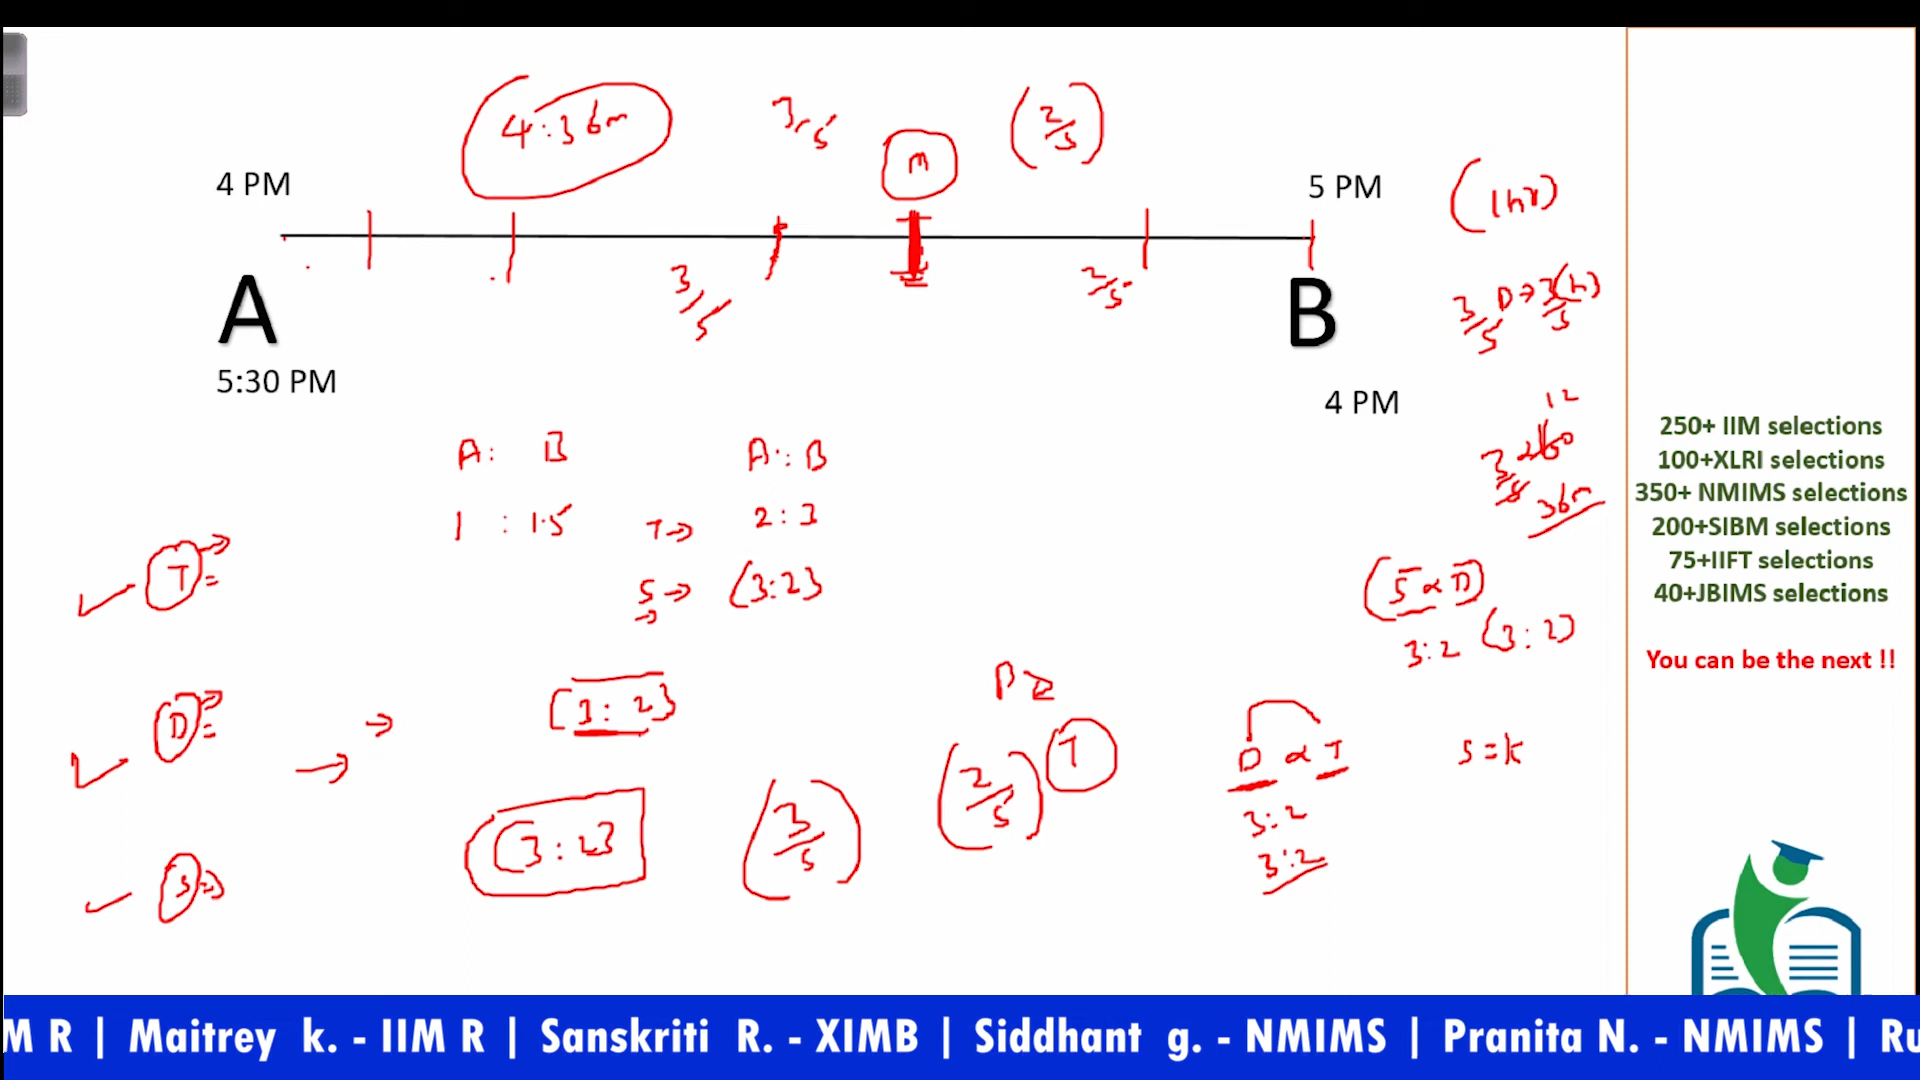 4:36m
3/5
(2/5)
m
4 PM
5 PM
(1hr)
3/5
2/5
3/5 D → 3/5(h)
A
B
5:30 PM
4 PM
12
A: B
A: B
1 : 1.5
T → 2:3
36m
T
S → (3:2)
(S ∝ D)
3:2 (3:2)
D
(3:2)
D ∝ T
S = k
(2/5) T
3:2
(3:2)
(3/5)
3:2
S
250+ IIM selections
100+XLRI selections
350+ NMIMS selections
200+SIBM selections
75+IIFT selections
40+JBIMS selections
You can be the next !!
M R | Maitrey k. - IIM R | Sanskriti R. - XIMB | Siddhant g. - NMIMS | Pranita N. - NMIMS | Ru